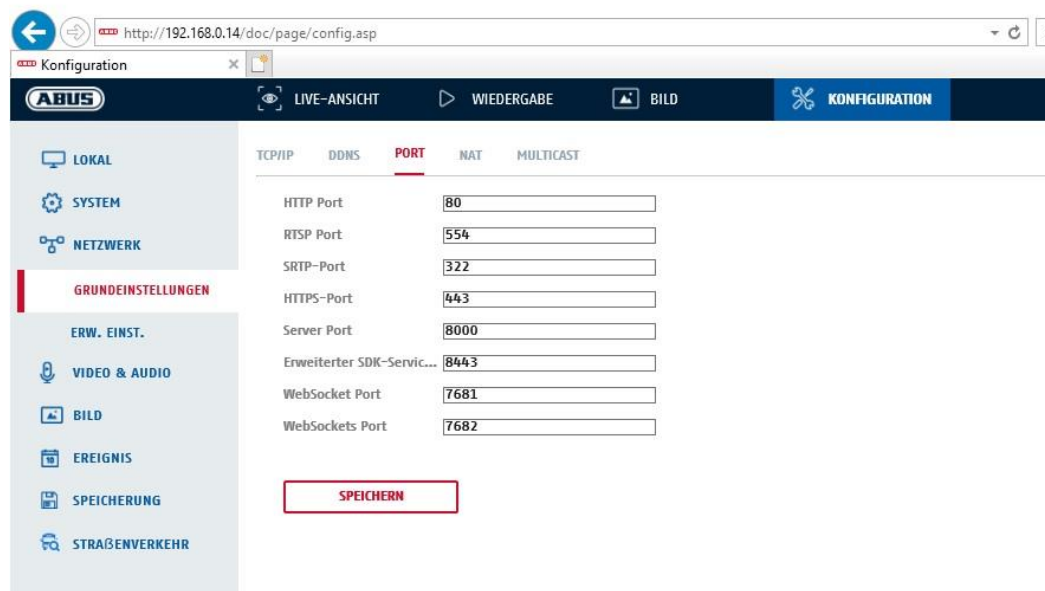 http://192.168.0.14/doc/page/config.asp
Konfiguration
ABUS
LIVE-ANSICHT
WIEDERGABE
BILD
KONFIGURATION
LOKAL
SYSTEM
NETZWERK
GRUNDEINSTELLUNGEN
ERW. EINST.
VIDEO & AUDIO
BILD
EREIGNIS
SPEICHERUNG
STRAßENVERKEHR
TCP/IP DDNS PORT NAT MULTICAST
HTTP Port 80
RTSP Port 554
SRTP-Port 322
HTTPS-Port 443
Server Port 8000
Erweiterter SDK-Servic... 8443
WebSocket Port 7681
WebSockets Port 7682
SPEICHERN